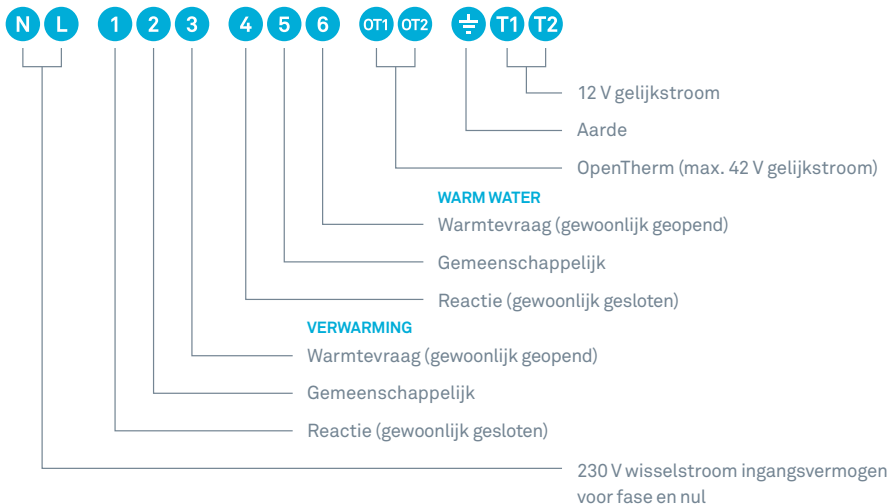 N L 1 2 3 4 5 6 OT1 OT2 T1 T2
12 V gelijkstroom
Aarde
OpenTherm (max. 42 V gelijkstroom)
WARM WATER
Warmtevraag (gewoonlijk geopend)
Gemeenschappelijk
Reactie (gewoonlijk gesloten)
VERWARMING
Warmtevraag (gewoonlijk geopend)
Gemeenschappelijk
Reactie (gewoonlijk gesloten)
230 V wisselstroom ingangsvermogen
voor fase en nul